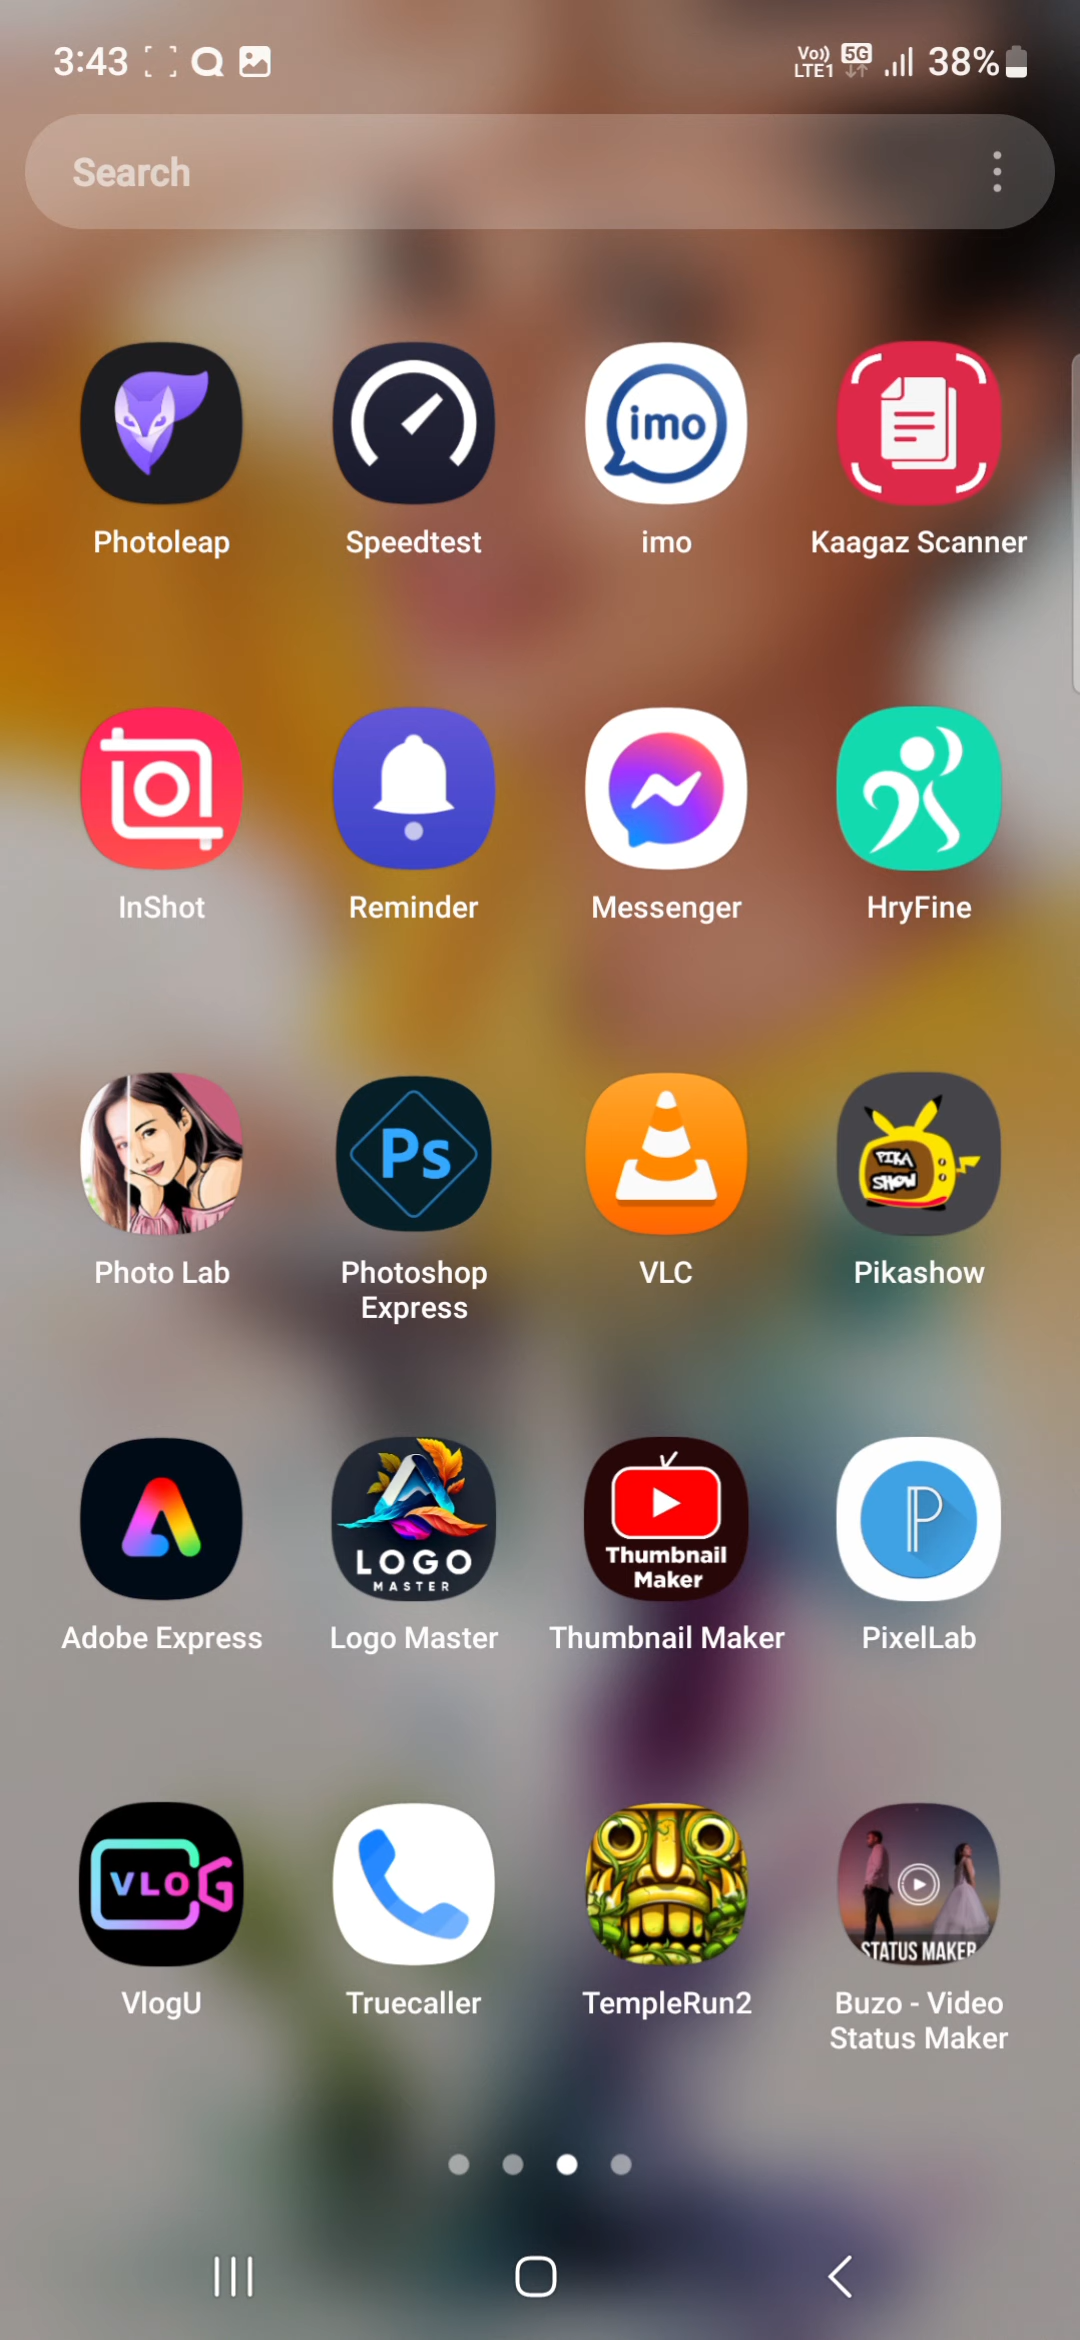 3:43
Vo)) LTE1 5G 38%
Search
imo
Photoleap
Speedtest
imo
Kaagaz Scanner
InShot
Reminder
Messenger
HryFine
Ps
PIKA
SHOW
Photo Lab
Photoshop
Express
VLC
Pikashow
LOGO
MASTER
Thumbnail
Maker
P
Adobe Express
Logo Master
Thumbnail Maker
PixelLab
VLOG
STATUS MAKER
VlogU
Truecaller
TempleRun2
Buzo - Video
Status Maker